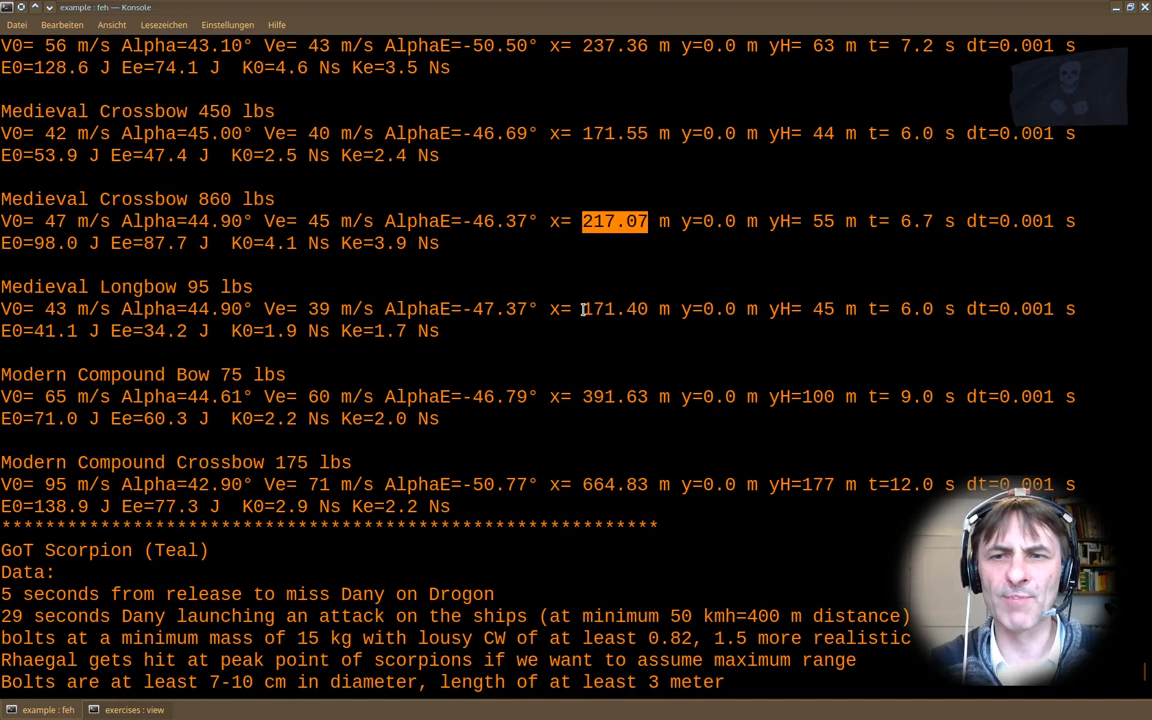 example : feh — Konsole
Datei Bearbeiten Ansicht Lesezeichen Einstellungen Hilfe
V0= 56 m/s Alpha=43.10° Ve= 43 m/s AlphaE=-50.50° x= 237.36 m y=0.0 m yH= 63 m t= 7.2 s dt=0.001 s
E0=128.6 J Ee=74.1 J  K0=4.6 Ns Ke=3.5 Ns
Medieval Crossbow 450 lbs
V0= 42 m/s Alpha=45.00° Ve= 40 m/s AlphaE=-46.69° x= 171.55 m y=0.0 m yH= 44 m t= 6.0 s dt=0.001 s
E0=53.9 J Ee=47.4 J  K0=2.5 Ns Ke=2.4 Ns
Medieval Crossbow 860 lbs
V0= 47 m/s Alpha=44.90° Ve= 45 m/s AlphaE=-46.37° x= 217.07 m y=0.0 m yH= 55 m t= 6.7 s dt=0.001 s
E0=98.0 J Ee=87.7 J  K0=4.1 Ns Ke=3.9 Ns
Medieval Longbow 95 lbs
V0= 43 m/s Alpha=44.90° Ve= 39 m/s AlphaE=-47.37° x= 171.40 m y=0.0 m yH= 45 m t= 6.0 s dt=0.001 s
E0=41.1 J Ee=34.2 J  K0=1.9 Ns Ke=1.7 Ns
Modern Compound Bow 75 lbs
V0= 65 m/s Alpha=44.61° Ve= 60 m/s AlphaE=-46.79° x= 391.63 m y=0.0 m yH=100 m t= 9.0 s dt=0.001 s
E0=71.0 J Ee=60.3 J  K0=2.2 Ns Ke=2.0 Ns
Modern Compound Crossbow 175 lbs
V0= 95 m/s Alpha=42.90° Ve= 71 m/s AlphaE=-50.77° x= 664.83 m y=0.0 m yH=177 m t=12.0 s dt=0.001 s
E0=138.9 J Ee=77.3 J  K0=2.9 Ns Ke=2.2 Ns
************************************************************
GoT Scorpion (Teal)
Data:
5 seconds from release to miss Dany on Drogon
29 seconds Dany launching an attack on the ships (at minimum 50 kmh=400 m distance)
bolts at a minimum mass of 15 kg with lousy CW of at least 0.82, 1.5 more realistic
Rhaegal gets hit at peak point of scorpions if we want to assume maximum range
Bolts are at least 7-10 cm in diameter, length of at least 3 meter
example : feh exercises : view